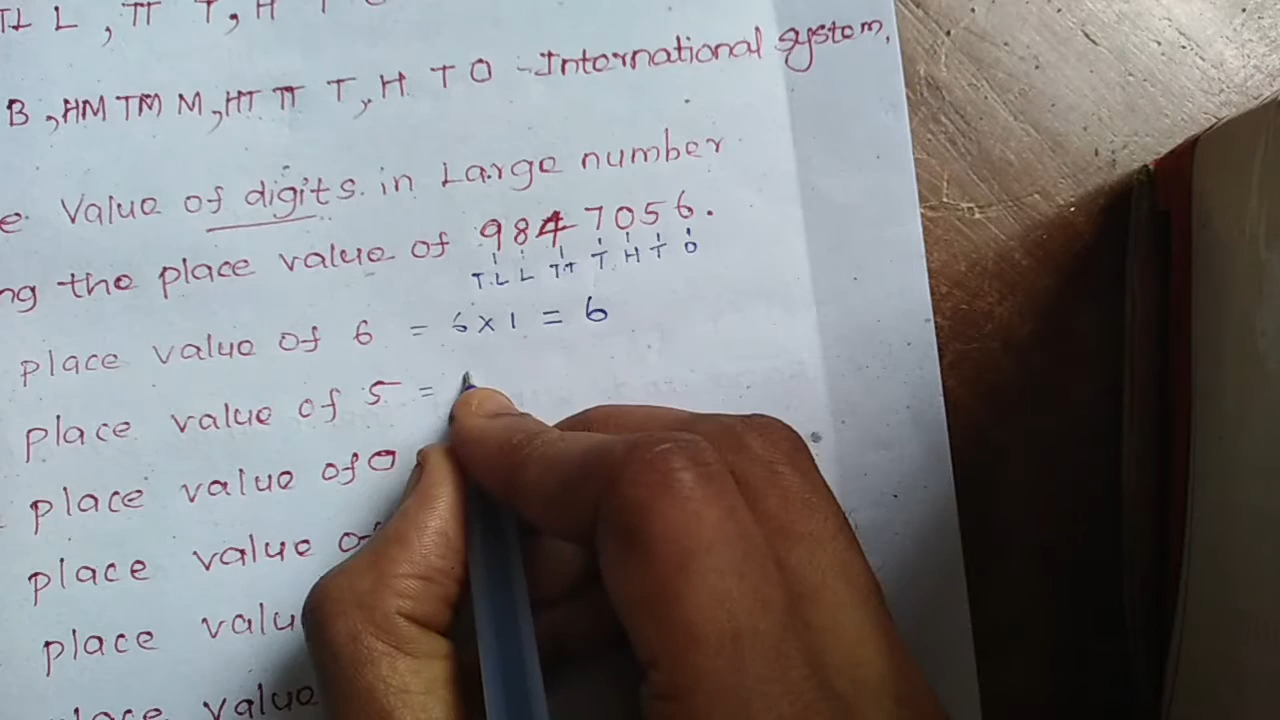 TL L, TT T, H T O
B, HM TM M, HT TT T, H T O - International system,
e Value of digits. in Large number
ng the place value of 9847056.
T.L L T.T T H T O
place value of 6 = 6 × 1 = 6
place value of 5 =
place value of 0
place value
place valu
place value